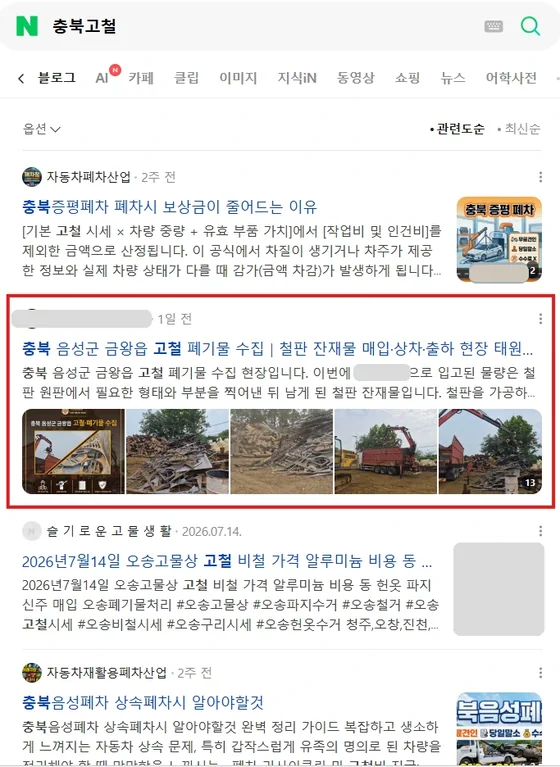 N 충북고철
블로그 AI N 카페 클립 이미지 지식iN 동영상 쇼핑 뉴스 어학사전
옵션 • 관련도순 • 최신순
자동차폐차산업 · 2주 전
충북증평폐차 폐차시 보상금이 줄어드는 이유
[기본 고철 시세 × 차량 중량 + 유효 부품 가치]에서 [작업비 및 인건비]를
제외한 금액으로 산정됩니다. 이 공식에서 차질이 생기거나 차주가 제공
한 정보와 실제 차량 상태가 다를 때 감가(금액 차감)가 발생하게 됩니다...
충북 증평 폐차
무료견인
당일말소
2
· 1일 전
충북 음성군 금왕읍 고철 폐기물 수집 | 철판 잔재물 매입·상차·출하 현장 태원...
충북 음성군 금왕읍 고철 폐기물 수집 현장입니다. 이번에 으로 입고된 물량은 철
판 원판에서 필요한 형태와 부분을 찍어낸 뒤 남게 된 철판 잔재물입니다. 철판을 가공하...
충북 음성군 금왕읍 고철·폐기물 수집
13
N 슬기로운고물생활 · 2026.07.14.
2026년7월14일 오송고물상 고철 비철 가격 알루미늄 비용 동 ...
2026년7월14일 오송고물상 고철 비철 가격 알루미늄 비용 동 헌옷 파지
신주 매입 오송폐기물처리 #오송고물상 #오송파지수거 #오송철거 #오송
고철시세 #오송비철시세 #오송구리시세 #오송헌옷수거 청주,오창,진천,...
자동차재활용폐차산업 · 2주 전
충북음성폐차 상속폐차시 알아야할것
충북음성폐차 상속폐차시 알아야할것 완벽 정리 가이드 복잡하고 생소하
게 느껴지는 자동차 상속 문제, 특히 갑작스럽게 유족의 명의로 된 차량을
북음성폐
당일말소